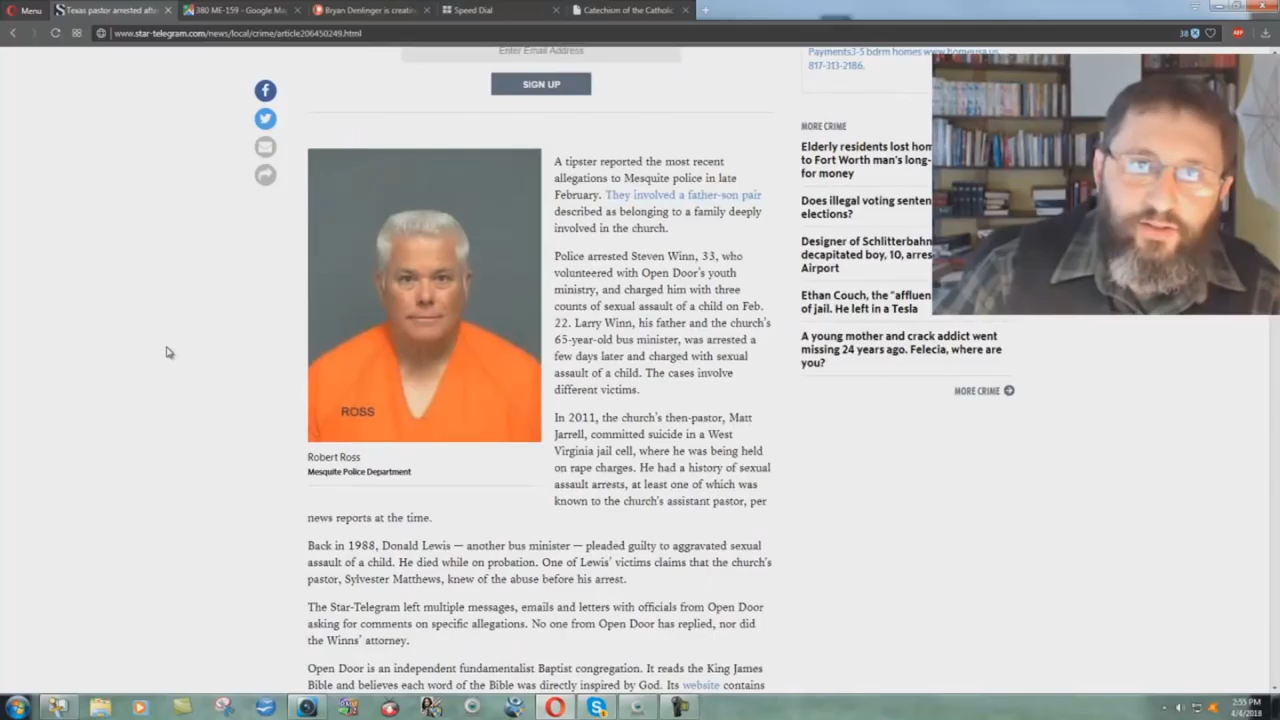 Menu
Texas pastor arrested afte
380 ME-159 - Google Ma
Bryan Denlinger is creatin
Speed Dial
Catechism of the Catholic
www.star-telegram.com/news/local/crime/article206450249.html
38
ABP
Enter Email Address
SIGN UP
Payments3-5 bdrm homes www.homeusa.
817-313-2186.
MORE CRIME
Elderly residents lost hom
to Fort Worth man's long-
for money
Does illegal voting senten
elections?
Designer of Schlitterbahn
decapitated boy, 10, arres
Airport
Ethan Couch, the "affluen
of jail. He left in a Tesla
A young mother and crack addict went
missing 24 years ago. Felecia, where are
you?
MORE CRIME
ROSS
Robert Ross
Mesquite Police Department
A tipster reported the most recent
allegations to Mesquite police in late
February. They involved a father-son pair
described as belonging to a family deeply
involved in the church.
Police arrested Steven Winn, 33, who
volunteered with Open Door's youth
ministry, and charged him with three
counts of sexual assault of a child on Feb.
22. Larry Winn, his father and the church's
65-year-old bus minister, was arrested a
few days later and charged with sexual
assault of a child. The cases involve
different victims.
In 2011, the church's then-pastor, Matt
Jarrell, committed suicide in a West
Virginia jail cell, where he was being held
on rape charges. He had a history of sexual
assault arrests, at least one of which was
known to the church's assistant pastor, per
news reports at the time.
Back in 1988, Donald Lewis — another bus minister — pleaded guilty to aggravated sexual
assault of a child. He died while on probation. One of Lewis' victims claims that the church's
pastor, Sylvester Matthews, knew of the abuse before his arrest.
The Star-Telegram left multiple messages, emails and letters with officials from Open Door
asking for comments on specific allegations. No one from Open Door has replied, nor did
the Winns' attorney.
Open Door is an independent fundamentalist Baptist congregation. It reads the King James
Bible and believes each word of the Bible was directly inspired by God. Its website contains
2:55 PM
4/4/2018